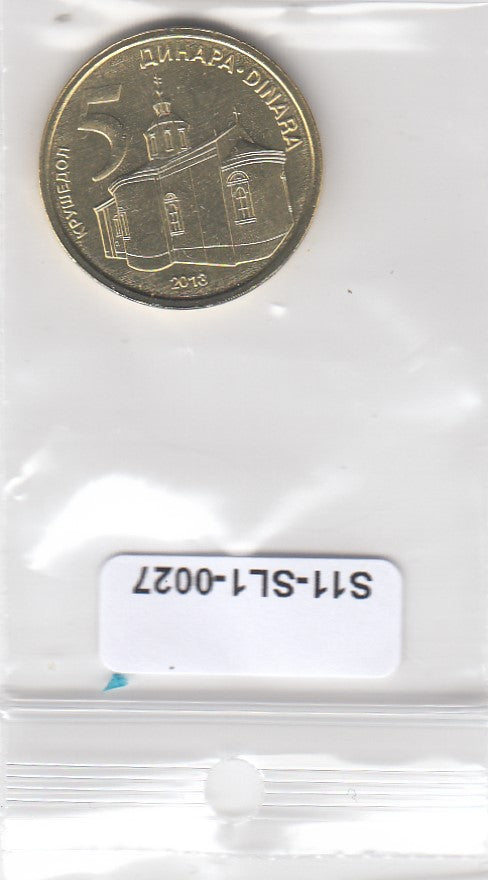 ДИНАРА·DINARA
5
КРУШЕДОЛ
2013
S11-SL1-0027